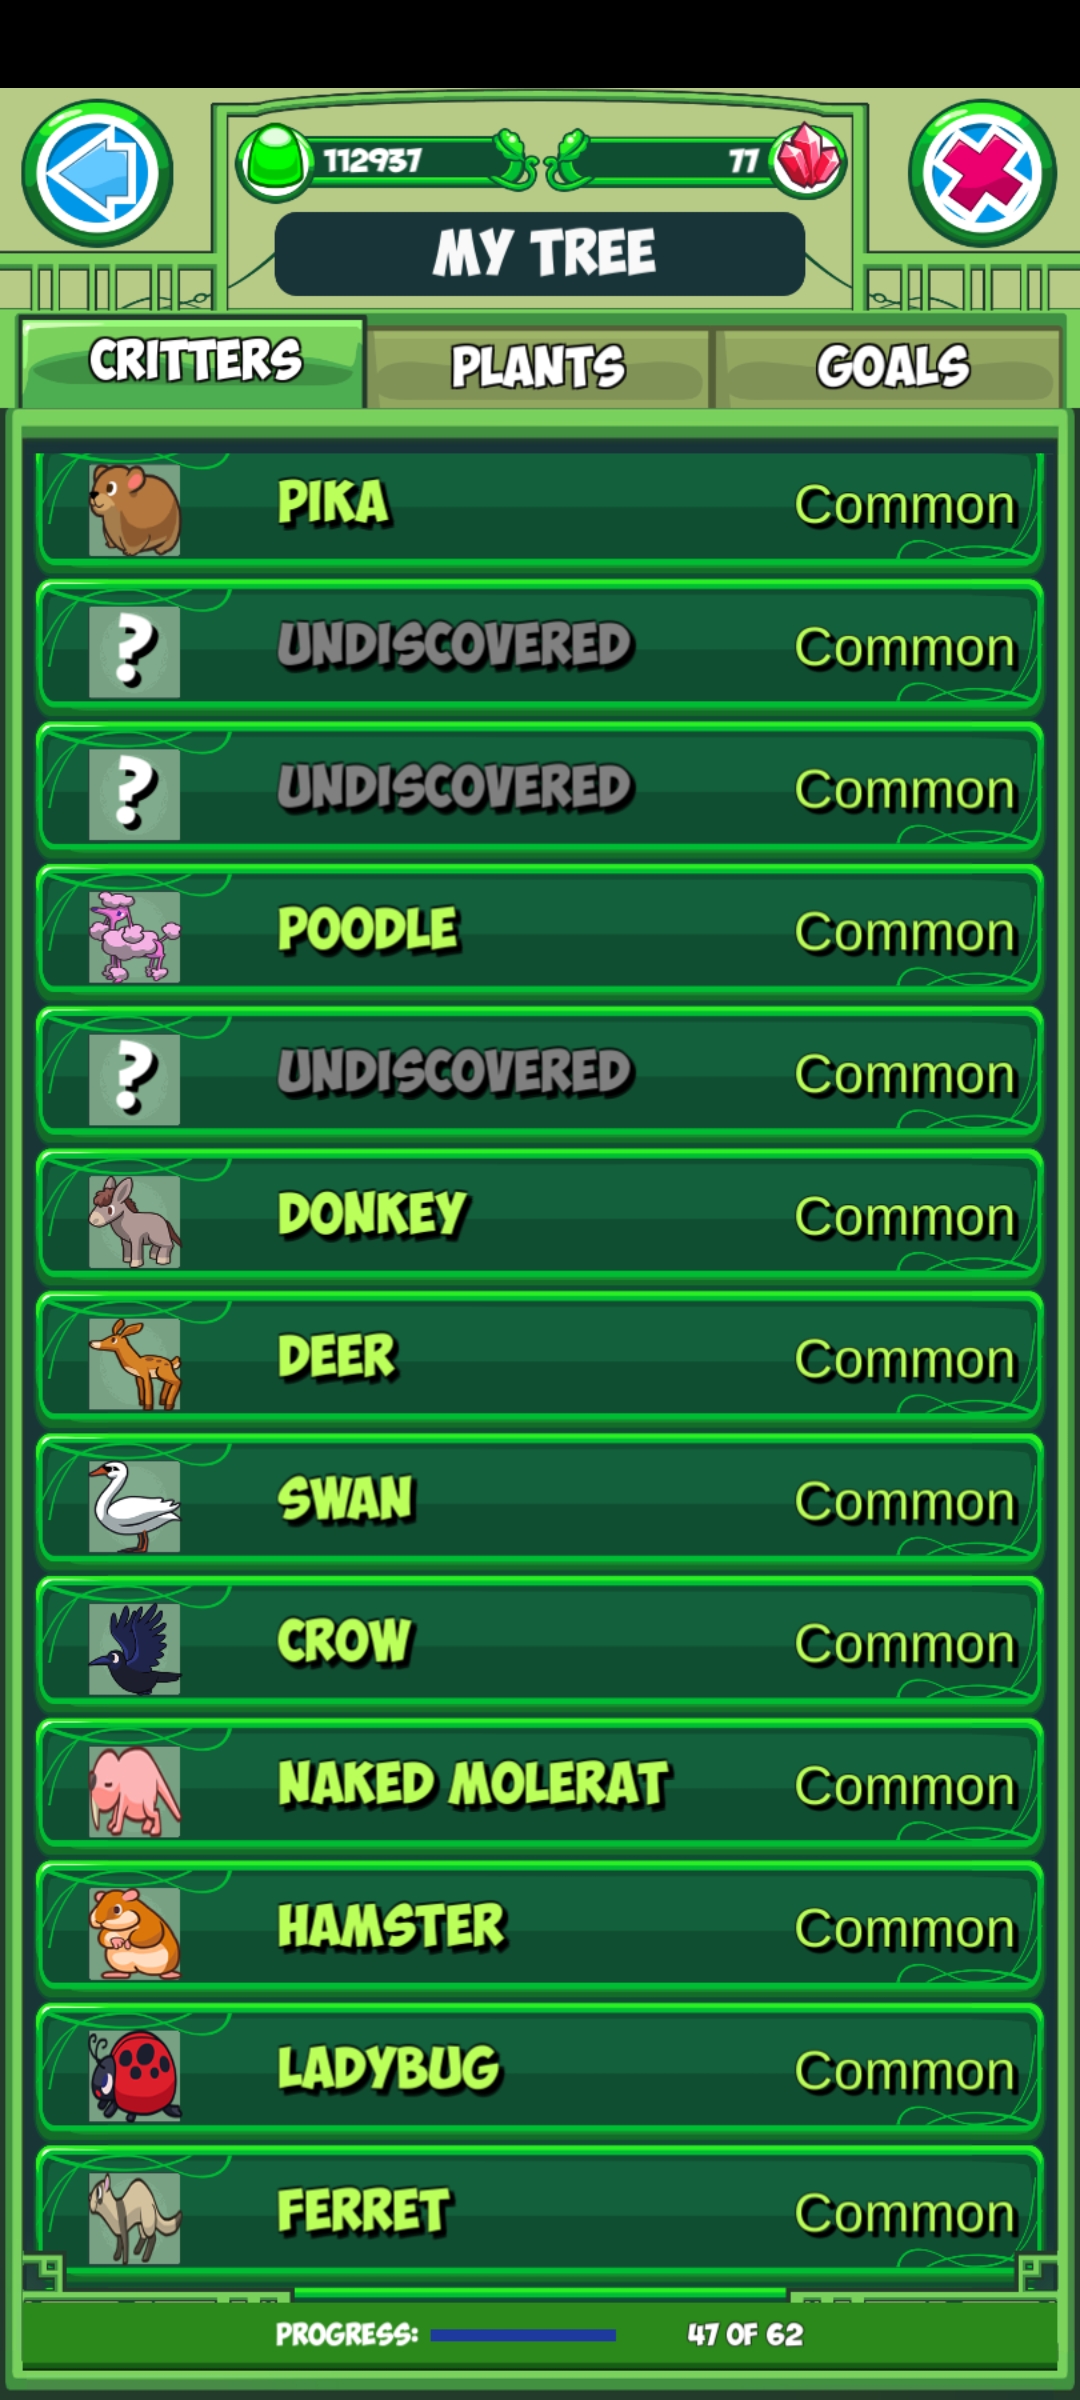 112937
77
MY TREE
CRITTERS PLANTS GOALS
PIKA Common
? UNDISCOVERED Common
? UNDISCOVERED Common
POODLE Common
? UNDISCOVERED Common
DONKEY Common
DEER Common
SWAN Common
CROW Common
NAKED MOLERAT Common
HAMSTER Common
LADYBUG Common
FERRET Common
PROGRESS: 47 OF 62